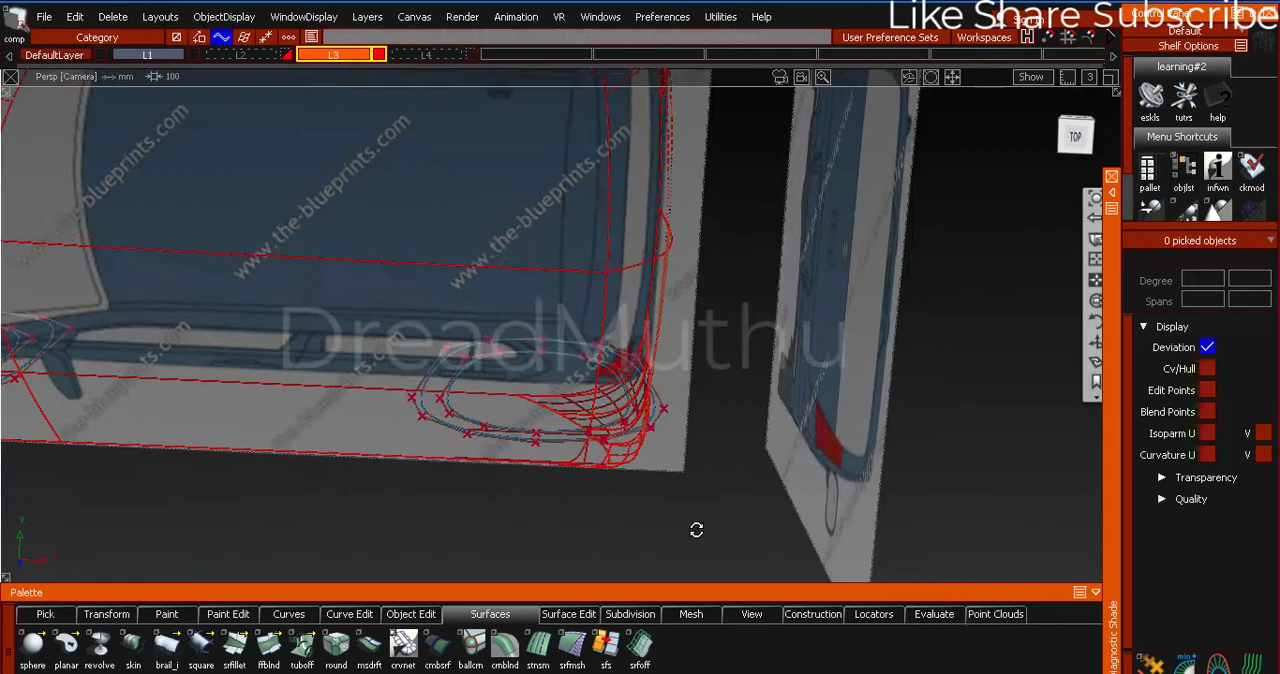 File Edit Delete Layouts ObjectDisplay WindowDisplay Layers Canvas Render Animation VR Windows Preferences Utilities Help
Like Share Subscribe
Control Panel
Default
comp
Category
User Preference Sets
Workspaces
Shelf Options
DefaultLayer L1 L2 L3 L4
learning#2
Persp [Camera] mm 100
Show
3
eskls tutrs help
www.the-blueprints.com
www.the-blueprints.com
www.the-blueprints.com
TOP
Menu Shortcuts
pallet objlst infwn ckmod
0 picked objects
Degree
Spans
Display
Deviation
Cv/Hull
Edit Points
Blend Points
Isoparm U V
Curvature U V
Transparency
Quality
DreadMuthu
Diagnostic Shade
Palette
Pick Transform Paint Paint Edit Curves Curve Edit Object Edit Surfaces Surface Edit Subdivision Mesh View Construction Locators Evaluate Point Clouds
sphere planar revolve skin brail_i square srfillet ffblnd tuboff round msdrft crvnet cmbsrf ballcrn cmblnd stnsm srfmsh sfs srfoff